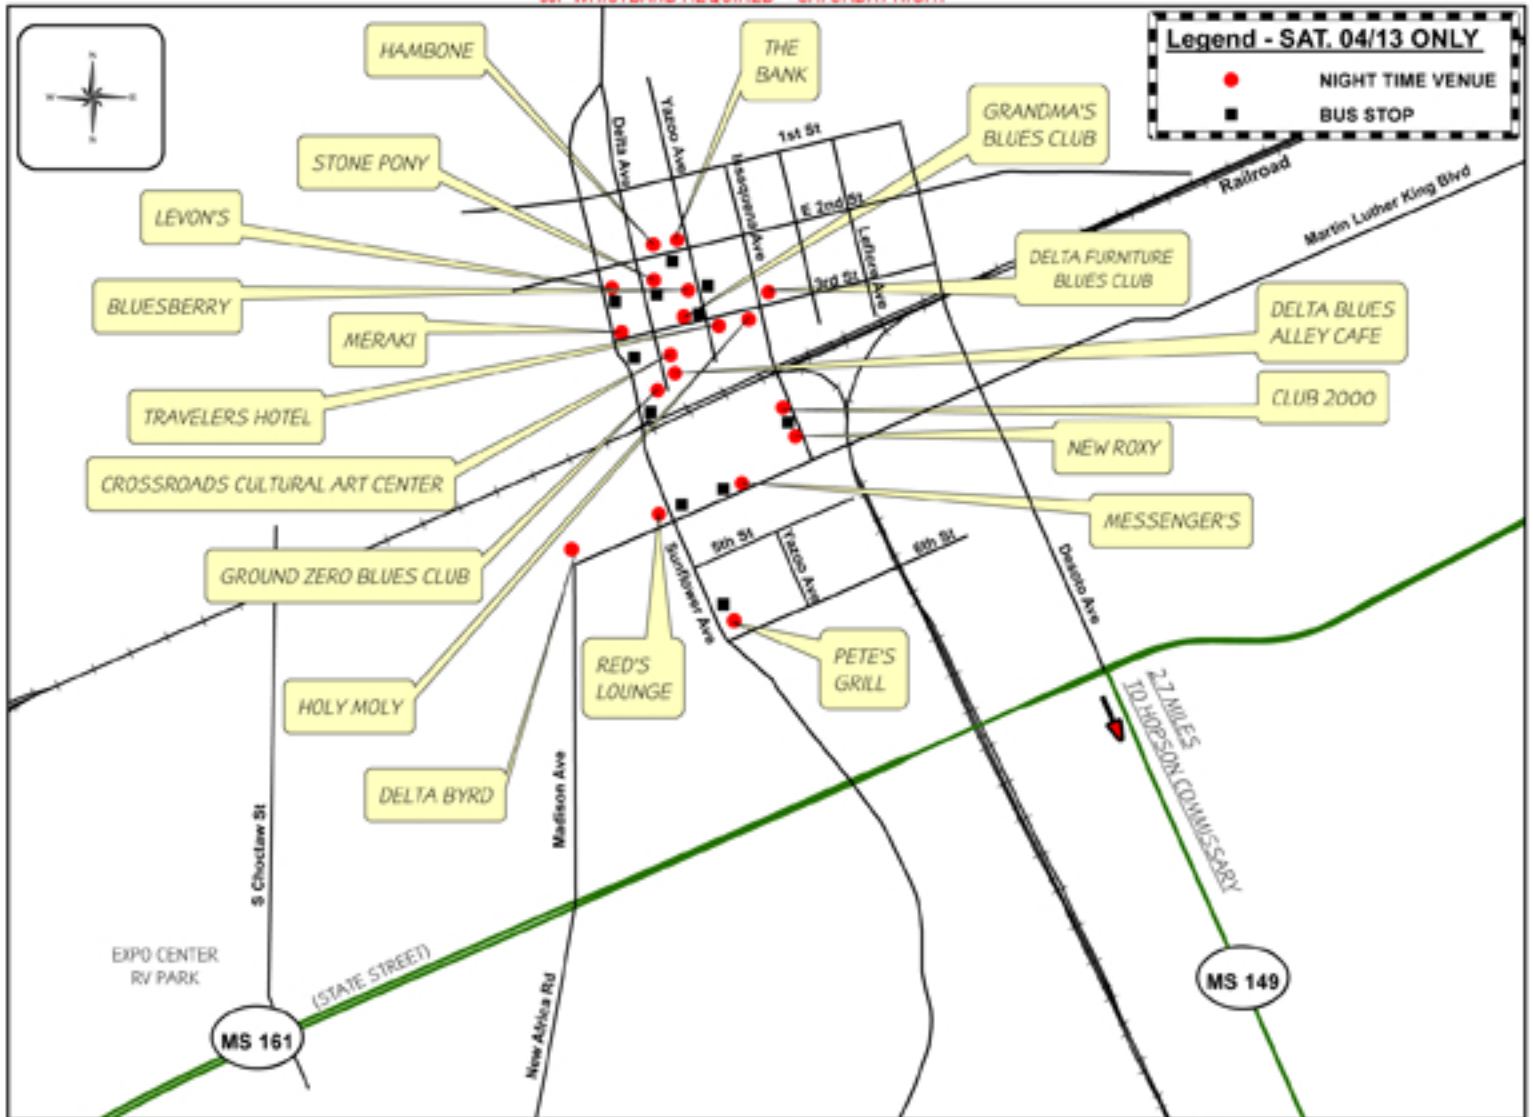 Legend - SAT. 04/13 ONLY
NIGHT TIME VENUE
BUS STOP
N
W
E
S
HAMBONE
THE
BANK
GRANDMA'S
BLUES CLUB
STONE PONY
LEVON'S
BLUESBERRY
MERAKI
TRAVELERS HOTEL
CROSSROADS CULTURAL ART CENTER
GROUND ZERO BLUES CLUB
HOLY MOLY
DELTA BYRD
RED'S
LOUNGE
PETE'S
GRILL
DELTA FURNITURE
BLUES CLUB
DELTA BLUES
ALLEY CAFE
CLUB 2000
NEW ROXY
MESSENGER'S
Delta Ave
Yazoo Ave
Issaquena Ave
1st St
E 2nd St
3rd St
Leflore Ave
Railroad
Martin Luther King Blvd
5th St
Yazoo Ave
6th St
Sunflower Ave
Desoto Ave
Madison Ave
S Choctaw St
New Africa Rd
2.7 MILES
TO HOPSON COMMISSARY
EXPO CENTER
RV PARK
(STATE STREET)
MS 161
MS 149